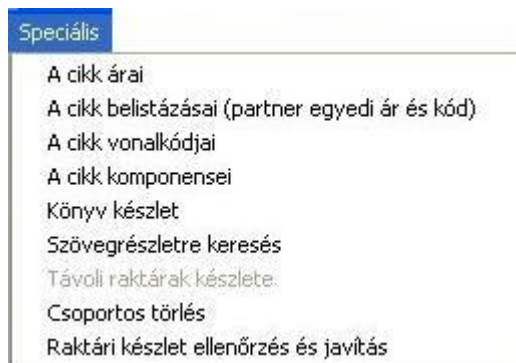 Speciális
A cikk árai
A cikk belistázásai (partner egyedi ár és kód)
A cikk vonalkódjai
A cikk komponensei
Könyv készlet
Szövegrészletre keresés
Távoli raktárak készlete
Csoportos törlés
Raktári készlet ellenőrzés és javítás